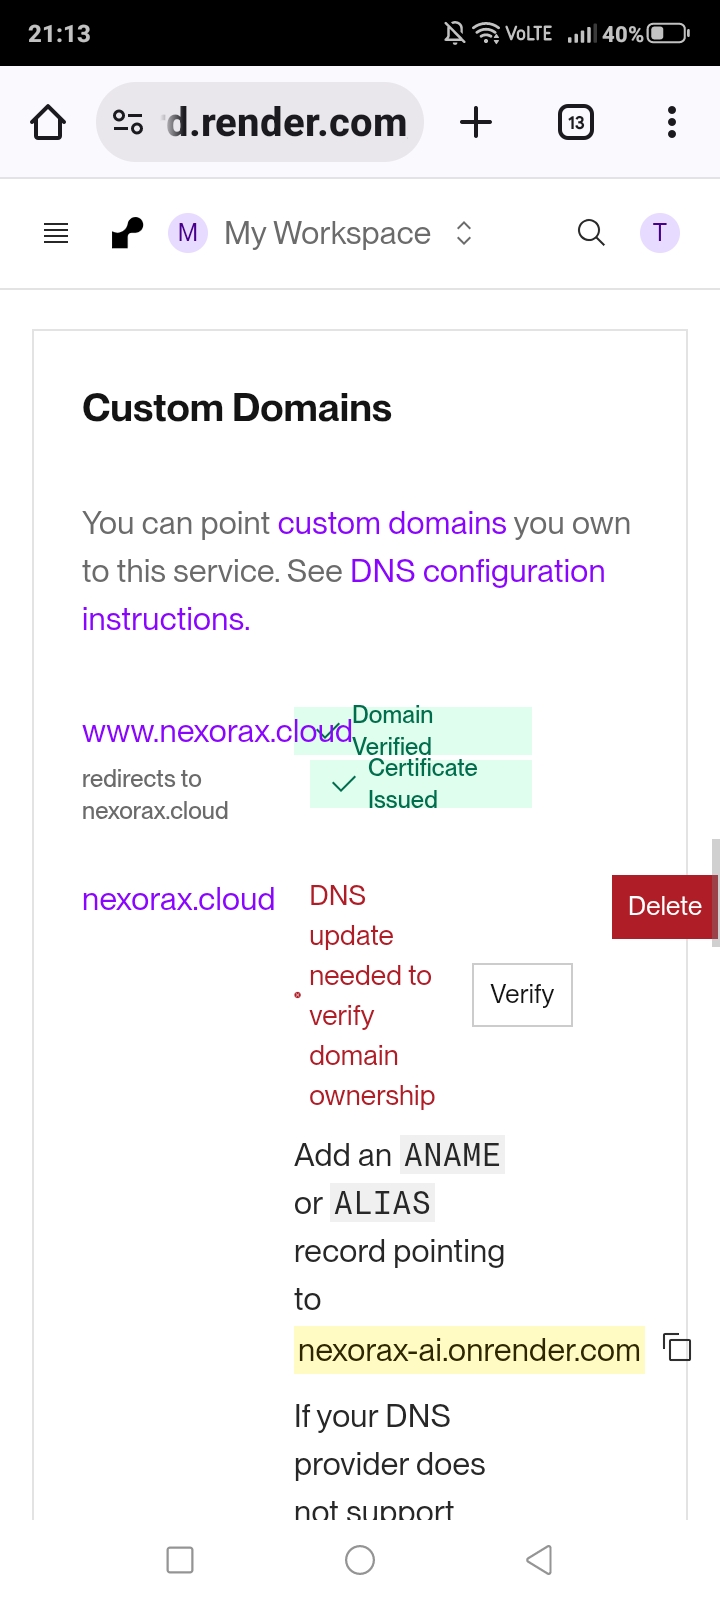 21:13
VoLTE 40%
d.render.com
13
M My Workspace
T
Custom Domains
You can point custom domains you own
to this service. See DNS configuration
instructions.
www.nexorax.cloud
Domain
Verified
redirects to
nexorax.cloud
Certificate
Issued
nexorax.cloud
DNS
update
needed to
verify
domain
ownership
Verify
Delete
Add an ANAME
or ALIAS
record pointing
to
nexorax-ai.onrender.com
If your DNS
provider does
not support